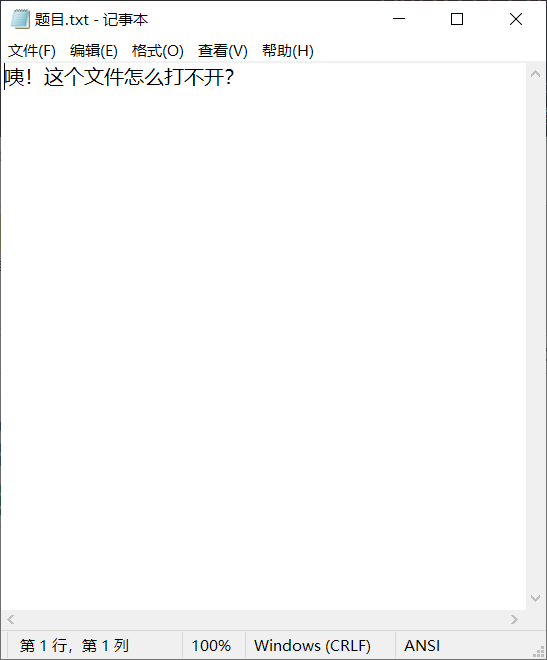 题目.txt - 记事本
文件(F) 编辑(E) 格式(O) 查看(V) 帮助(H)
咦！这个文件怎么打不开？
第 1 行，第 1 列 100% Windows (CRLF) ANSI